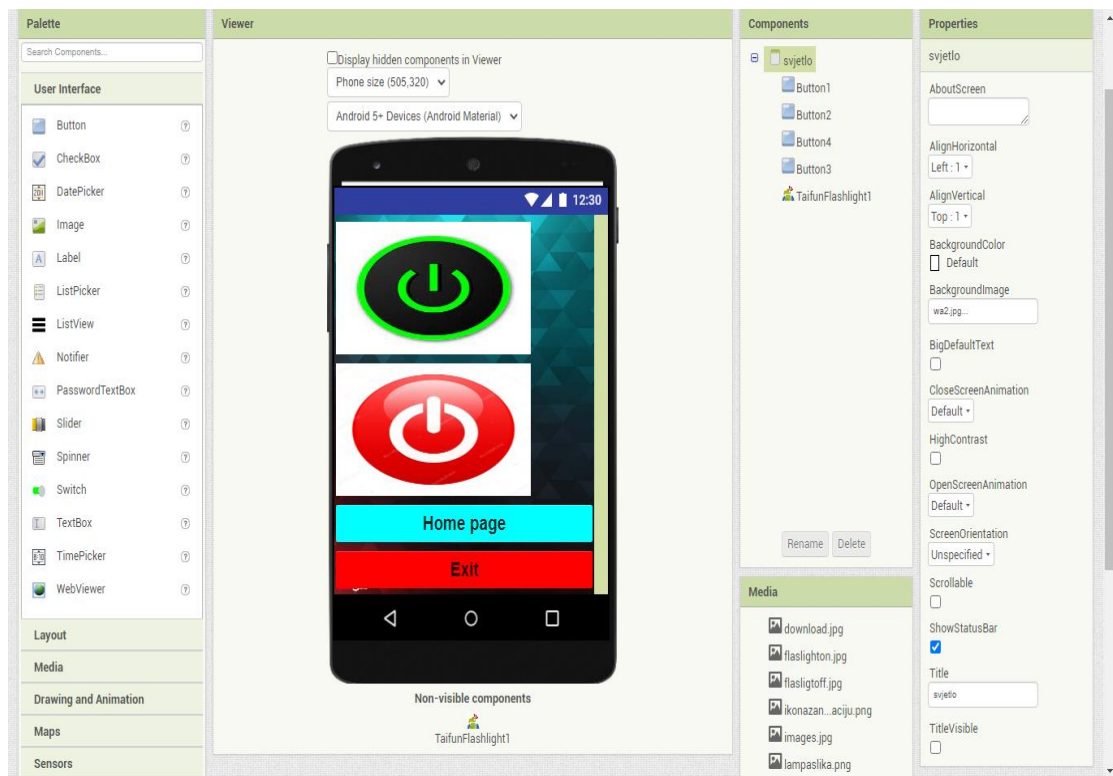 Palette
Search Components...
User Interface
Button
CheckBox
DatePicker
Image
Label
ListPicker
ListView
Notifier
PasswordTextBox
Slider
Spinner
Switch
TextBox
TimePicker
WebViewer
Layout
Media
Drawing and Animation
Maps
Sensors
Viewer
Display hidden components in Viewer
Phone size (505,320)
Android 5+ Devices (Android Material)
12:30
Home page
Exit
Non-visible components
TaifunFlashlight1
Components
svjetlo
Button1
Button2
Button4
Button3
TaifunFlashlight1
Rename Delete
Media
download.jpg
flaslighton.jpg
flasligtoff.jpg
ikonazan...aciju.png
images.jpg
lampaslika.png
Properties
svjetlo
AboutScreen
AlignHorizontal
Left : 1
AlignVertical
Top : 1
BackgroundColor
Default
BackgroundImage
wa2.jpg...
BigDefaultText
CloseScreenAnimation
Default
HighContrast
OpenScreenAnimation
Default
ScreenOrientation
Unspecified
Scrollable
ShowStatusBar
Title
svjetlo
TitleVisible